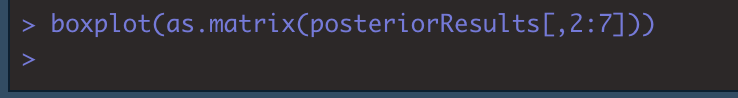 > boxplot(as.matrix(posteriorResults[,2:7]))
>